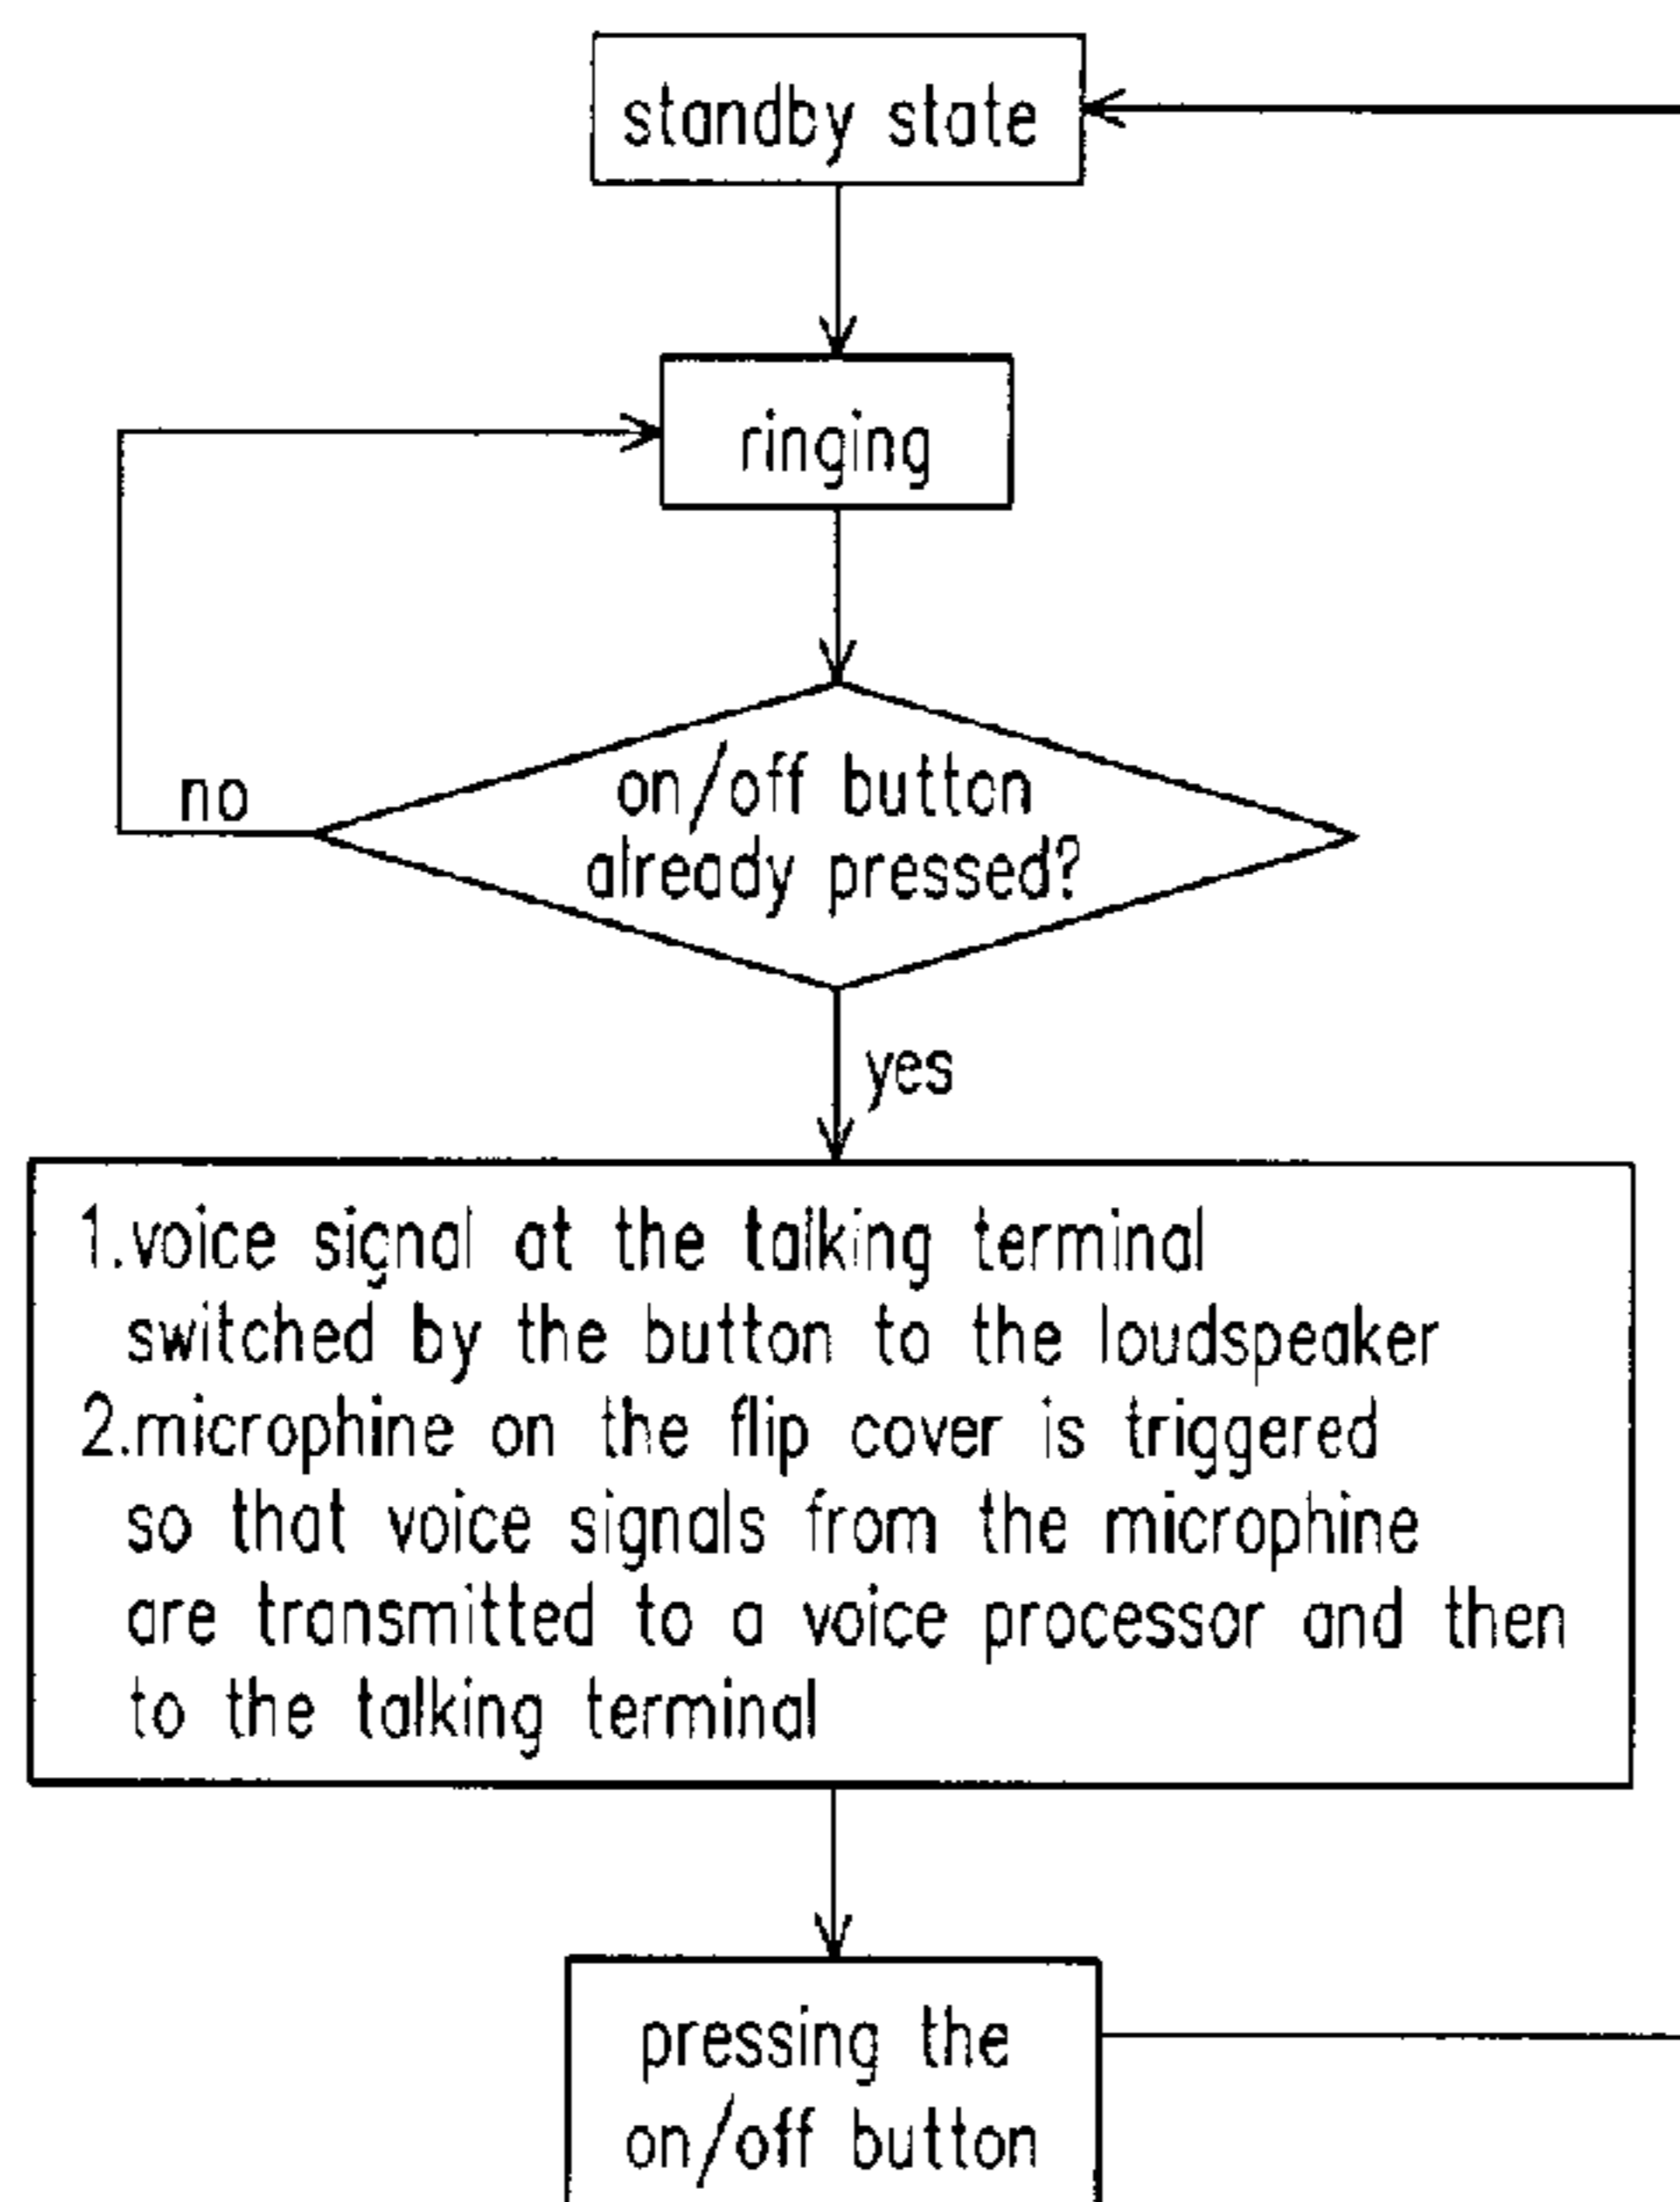 standby state
ringing
on/off button
already pressed?
no
yes
1.voice signal at the talking terminal
switched by the button to the loudspeaker
2.microphine on the flip cover is triggered
so that voice signals from the microphine
are transmitted to a voice processor and then
to the talking terminal
pressing the
on/off button